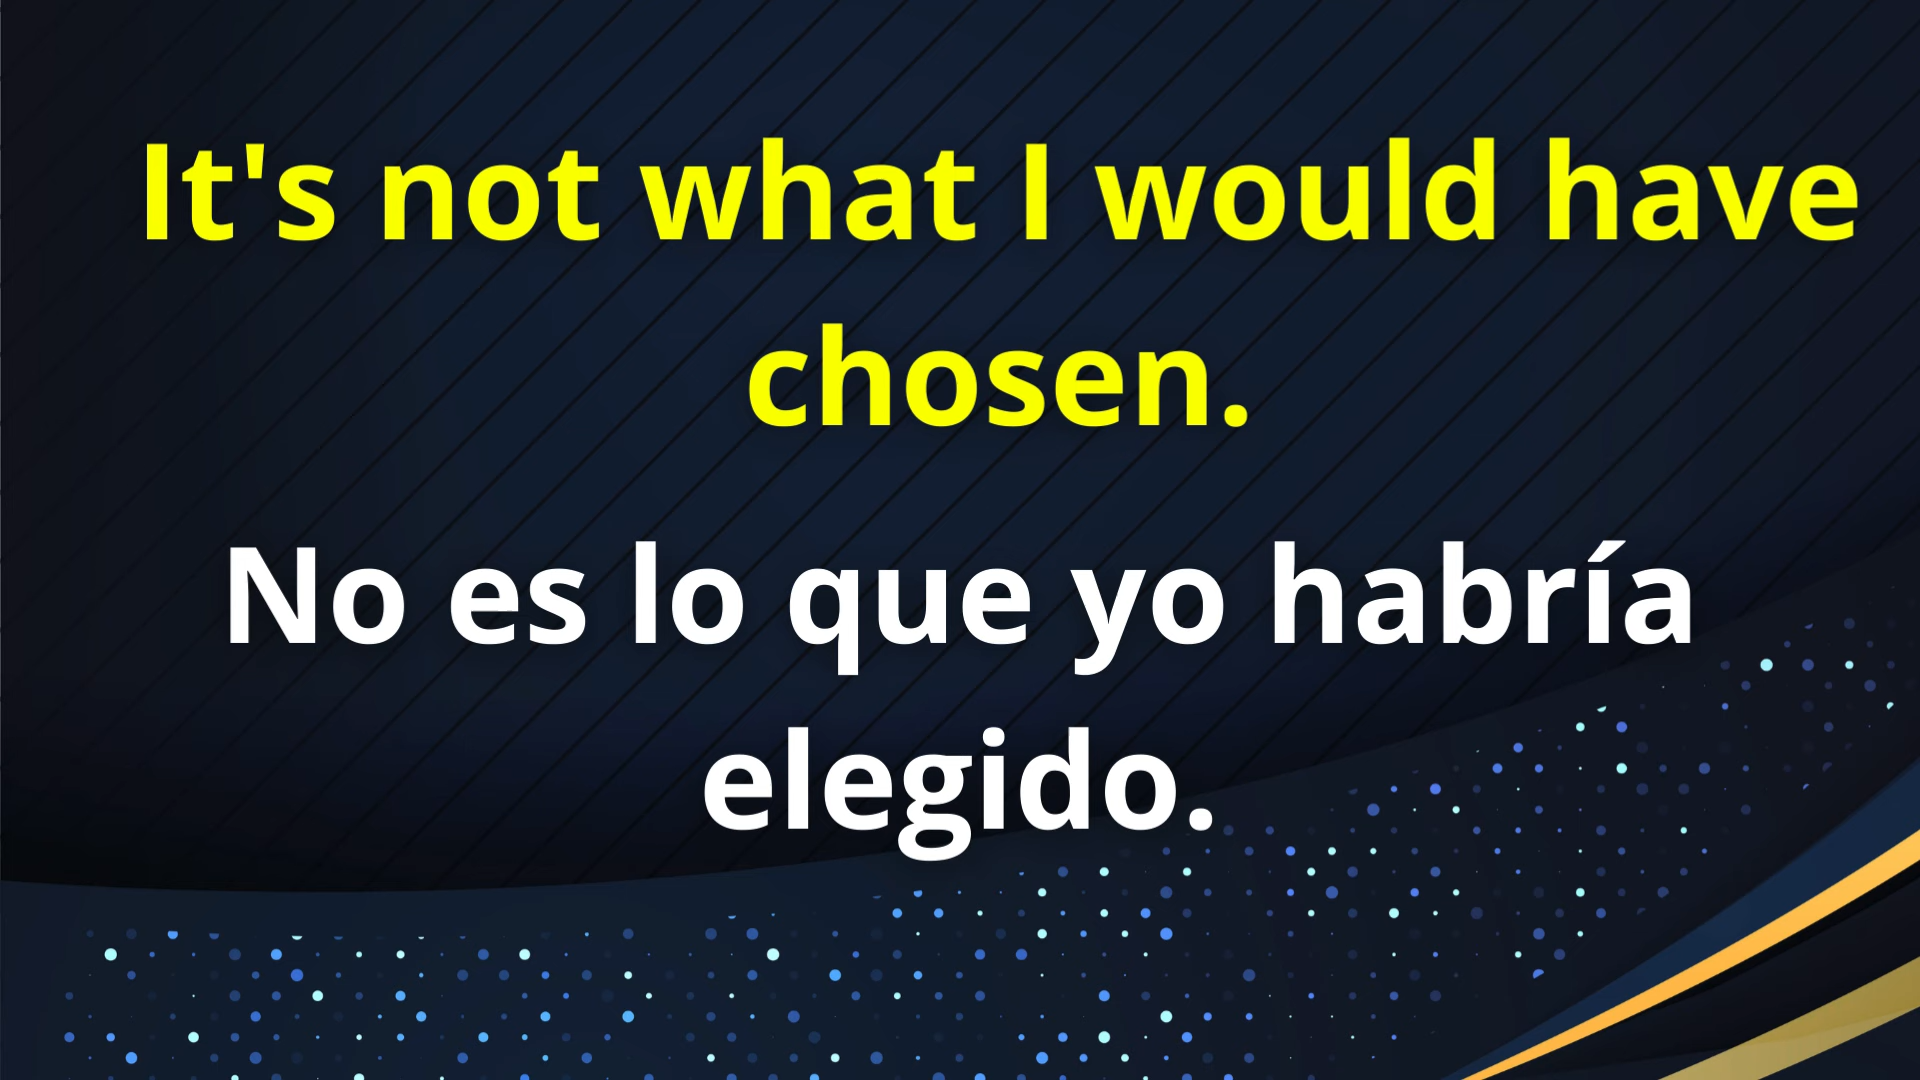 It's not what I would have
chosen.
No es lo que yo habría
elegido.